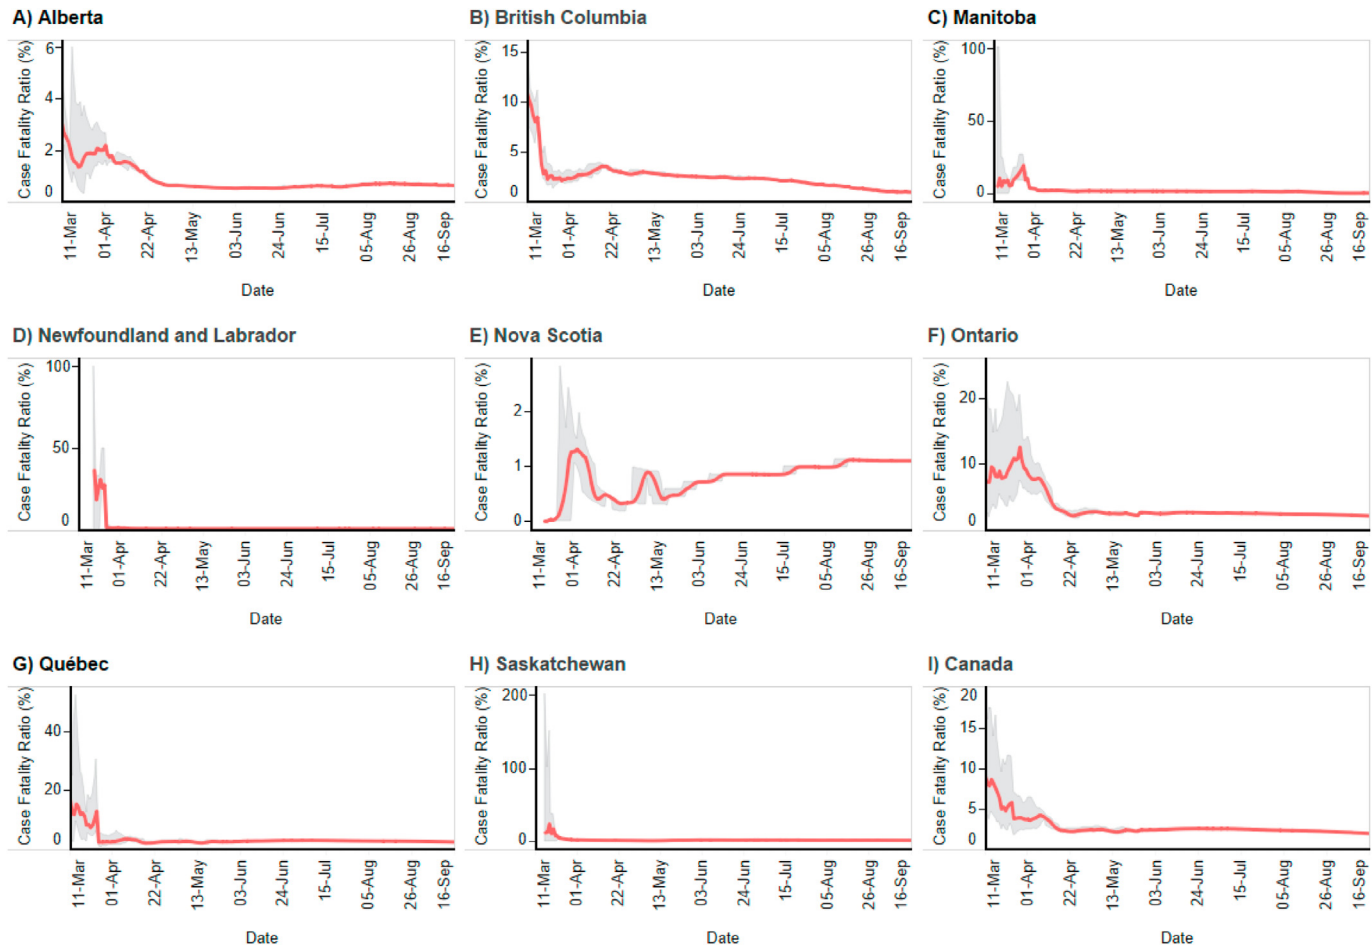 A) Alberta
Case Fatality Ratio (%)
6
4
2
0
11-Mar
01-Apr
22-Apr
13-May
03-Jun
24-Jun
15-Jul
05-Aug
26-Aug
16-Sep
Date
B) British Columbia
Case Fatality Ratio (%)
15
10
5
0
11-Mar
01-Apr
22-Apr
13-May
03-Jun
24-Jun
15-Jul
05-Aug
26-Aug
16-Sep
Date
C) Manitoba
Case Fatality Ratio (%)
100
50
0
11-Mar
01-Apr
22-Apr
13-May
03-Jun
24-Jun
15-Jul
05-Aug
26-Aug
16-Sep
Date
D) Newfoundland and Labrador
Case Fatality Ratio (%)
100
50
0
11-Mar
01-Apr
22-Apr
13-May
03-Jun
24-Jun
15-Jul
05-Aug
26-Aug
16-Sep
Date
E) Nova Scotia
Case Fatality Ratio (%)
2
1
0
11-Mar
01-Apr
22-Apr
13-May
03-Jun
24-Jun
15-Jul
05-Aug
26-Aug
16-Sep
Date
F) Ontario
Case Fatality Ratio (%)
20
10
0
11-Mar
01-Apr
22-Apr
13-May
03-Jun
24-Jun
15-Jul
05-Aug
26-Aug
16-Sep
Date
G) Québec
Case Fatality Ratio (%)
40
20
0
11-Mar
01-Apr
22-Apr
13-May
03-Jun
24-Jun
15-Jul
05-Aug
26-Aug
16-Sep
Date
H) Saskatchewan
Case Fatality Ratio (%)
200
100
0
11-Mar
01-Apr
22-Apr
13-May
03-Jun
24-Jun
15-Jul
05-Aug
26-Aug
16-Sep
Date
I) Canada
Case Fatality Ratio (%)
20
15
10
5
0
11-Mar
01-Apr
22-Apr
13-May
03-Jun
24-Jun
15-Jul
05-Aug
26-Aug
16-Sep
Date